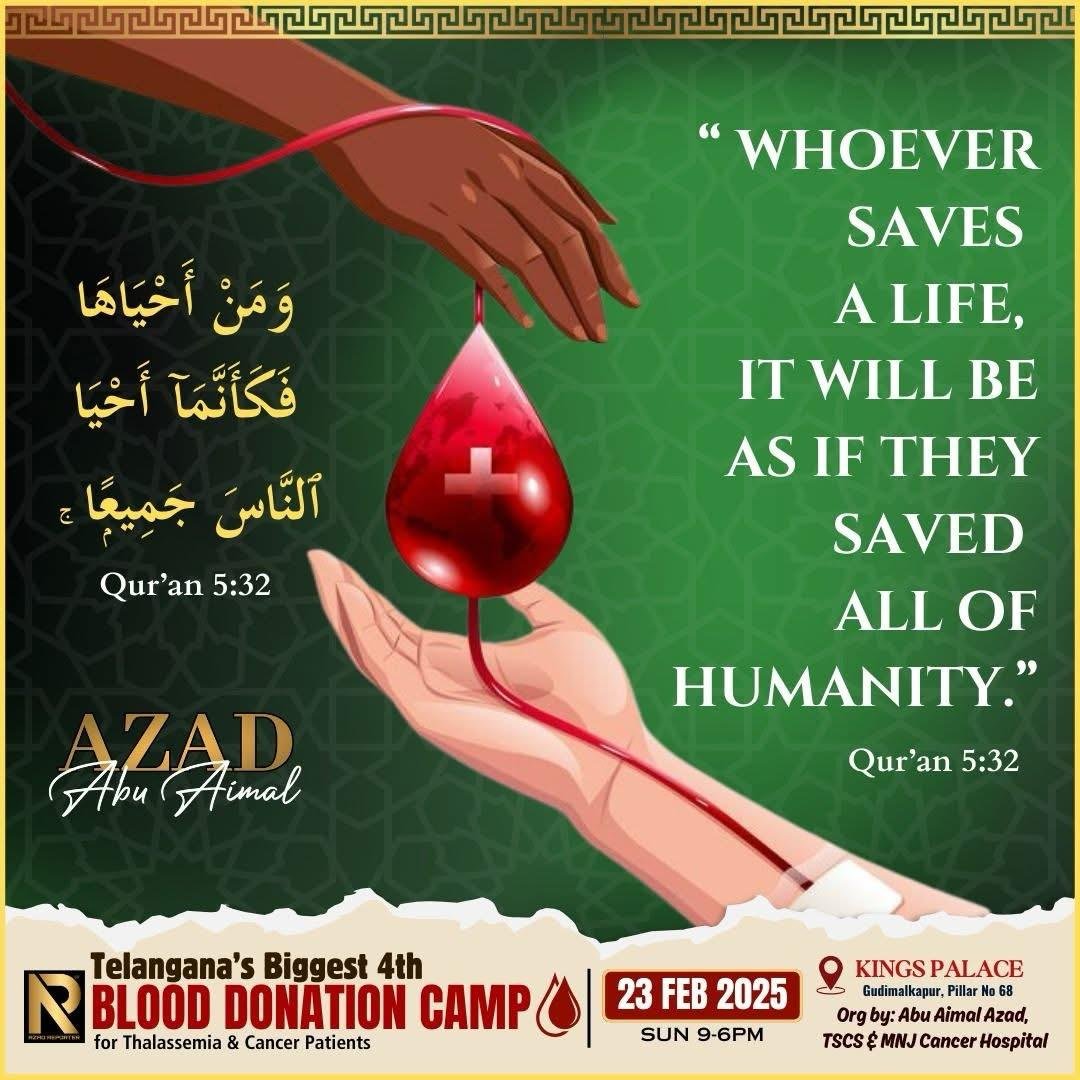 “ WHOEVER
SAVES
A LIFE,
IT WILL BE
AS IF THEY
SAVED
ALL OF
HUMANITY.”
Qur’an 5:32
وَمَنْ أَحْيَاهَا
فَكَأَنَّمَآ أَحْيَا
ٱلنَّاسَ جَمِيعًۭا ۚ
Qur’an 5:32
AZAD
Abu Aimal
R
AZAD REPORTER
Telangana’s Biggest 4th
BLOOD DONATION CAMP
for Thalassemia & Cancer Patients
23 FEB 2025
SUN 9-6PM
KINGS PALACE
Gudimalkapur, Pillar No 68
Org by: Abu Aimal Azad,
TSCS & MNJ Cancer Hospital